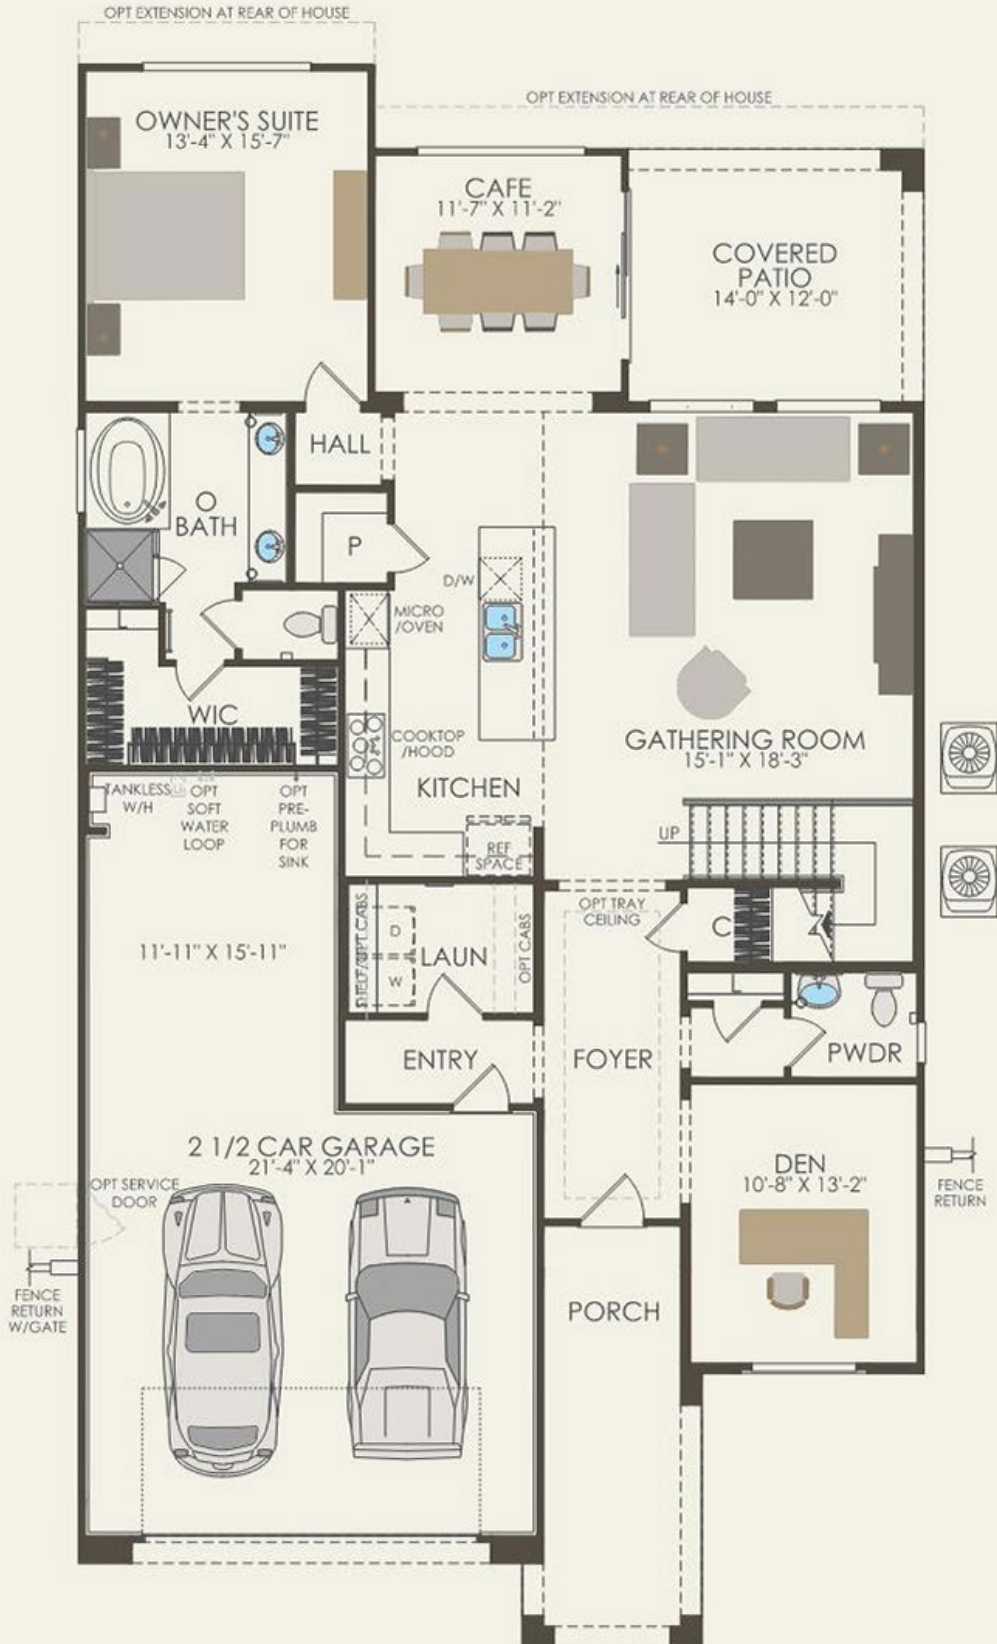 OPT EXTENSION AT REAR OF HOUSE
OPT EXTENSION AT REAR OF HOUSE
OWNER'S SUITE
13'-4" X 15'-7"
CAFE
11'-7" X 11'-2"
COVERED
PATIO
14'-0" X 12'-0"
HALL
O
BATH
P
D/W
MICRO
/OVEN
L
WIC
COOKTOP
/HOOD
KITCHEN
GATHERING ROOM
15'-1" X 18'-3"
TANKLESS
W/H
OPT
SOFT
WATER
LOOP
OPT
PRE-
PLUMB
FOR
SINK
UP
REF
SPACE
OPT TRAY
CEILING
C
11'-11" X 15'-11"
SHELF/OPT CABS
D
W
LAUN
OPT CABS
L
ENTRY
FOYER
PWDR
2 1/2 CAR GARAGE
21'-4" X 20'-1"
DEN
10'-8" X 13'-2"
OPT SERVICE
DOOR
FENCE
RETURN
FENCE
RETURN
W/GATE
PORCH